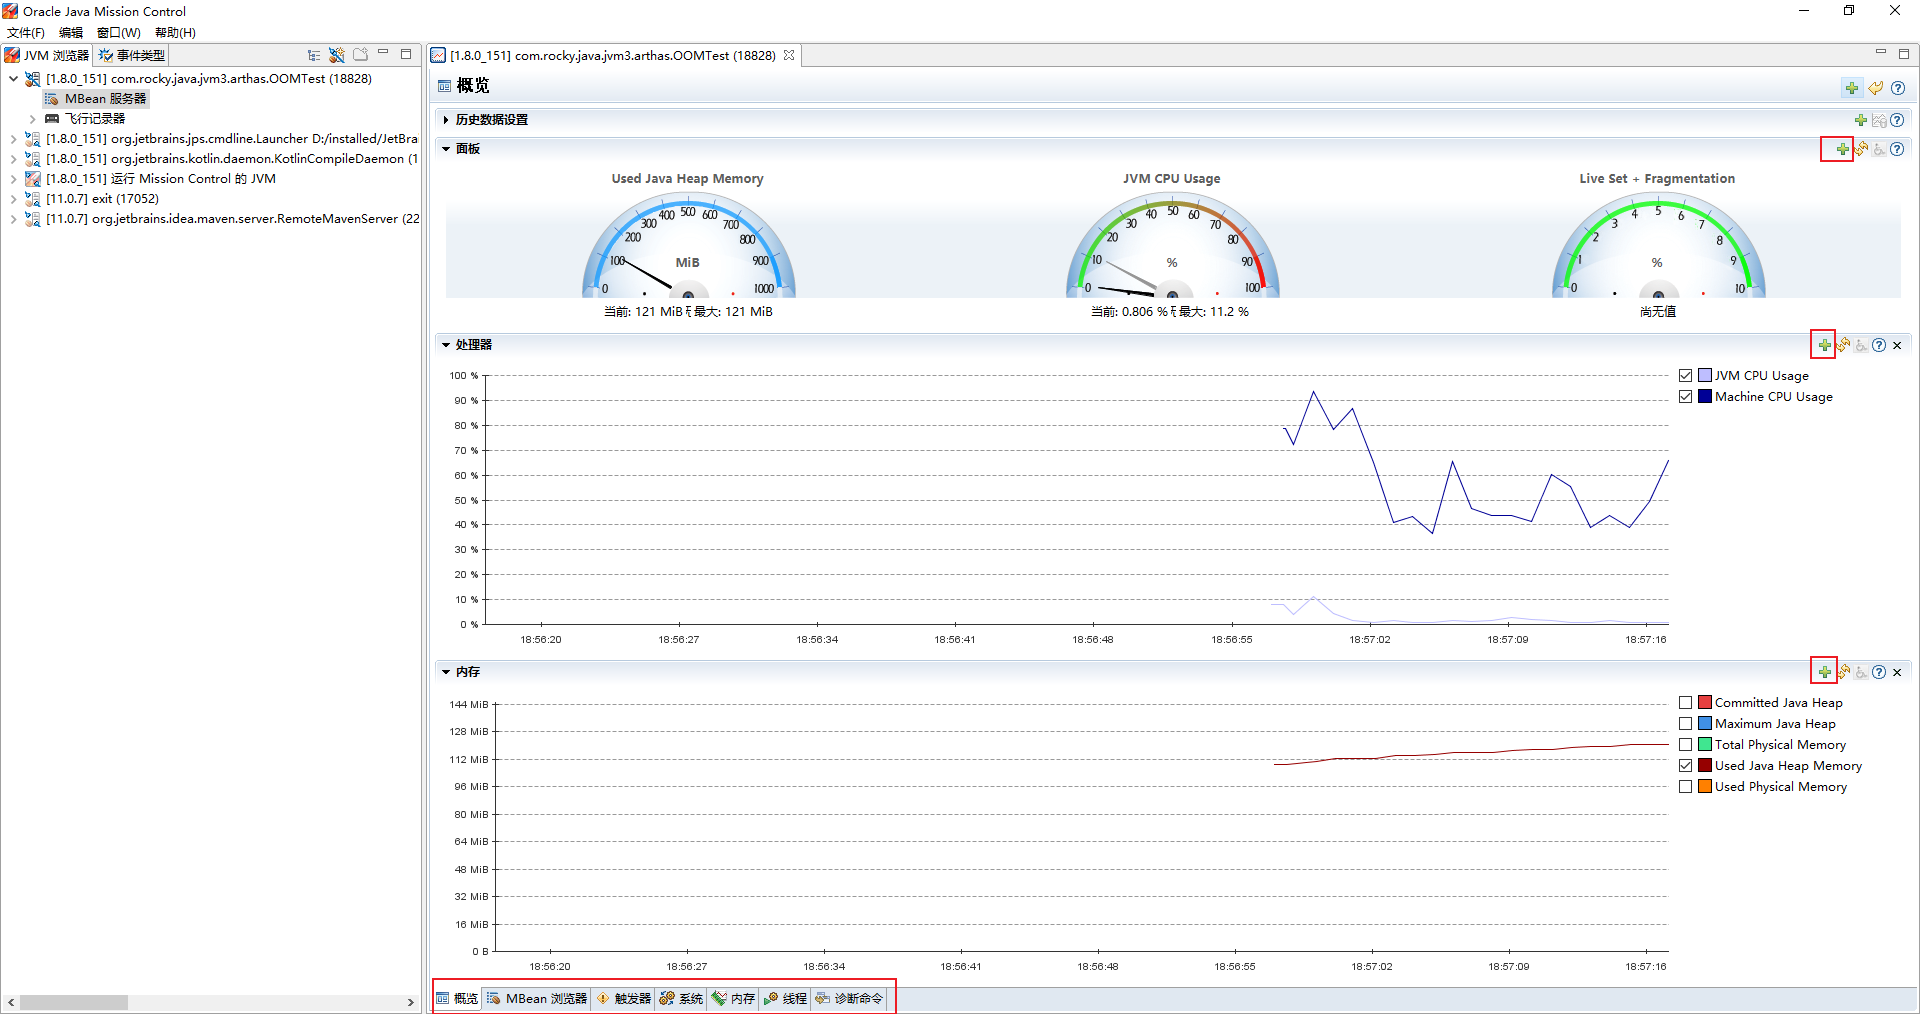 Oracle Java Mission Control
文件(F) 编辑 窗口(W) 帮助(H)
JVM 浏览器 事件类型
[1.8.0_151] com.rocky.java.jvm3.arthas.OOMTest (18828)
MBean 服务器
飞行记录器
[1.8.0_151] org.jetbrains.jps.cmdline.Launcher D:/installed/JetBra
[1.8.0_151] org.jetbrains.kotlin.daemon.KotlinCompileDaemon (1
[1.8.0_151] 运行 Mission Control 的 JVM
[11.0.7] exit (17052)
[11.0.7] org.jetbrains.idea.maven.server.RemoteMavenServer (22
[1.8.0_151] com.rocky.java.jvm3.arthas.OOMTest (18828)
概览
历史数据设置
面板
Used Java Heap Memory
0 100 200 300 400 500 600 700 800 900 1000
MiB
当前: 121 MiB 最大: 121 MiB
JVM CPU Usage
0 10 20 30 40 50 60 70 80 90 100
%
当前: 0.806 % 最大: 11.2 %
Live Set + Fragmentation
0 1 2 3 4 5 6 7 8 9 10
%
尚无值
处理器
100 %
90 %
80 %
70 %
60 %
50 %
40 %
30 %
20 %
10 %
0 %
18:56:20 18:56:27 18:56:34 18:56:41 18:56:48 18:56:55 18:57:02 18:57:09 18:57:16
JVM CPU Usage
Machine CPU Usage
内存
144 MiB
128 MiB
112 MiB
96 MiB
80 MiB
64 MiB
48 MiB
32 MiB
16 MiB
0 B
18:56:20 18:56:27 18:56:34 18:56:41 18:56:48 18:56:55 18:57:02 18:57:09 18:57:16
Committed Java Heap
Maximum Java Heap
Total Physical Memory
Used Java Heap Memory
Used Physical Memory
概览 MBean 浏览器 触发器 系统 内存 线程 诊断命令